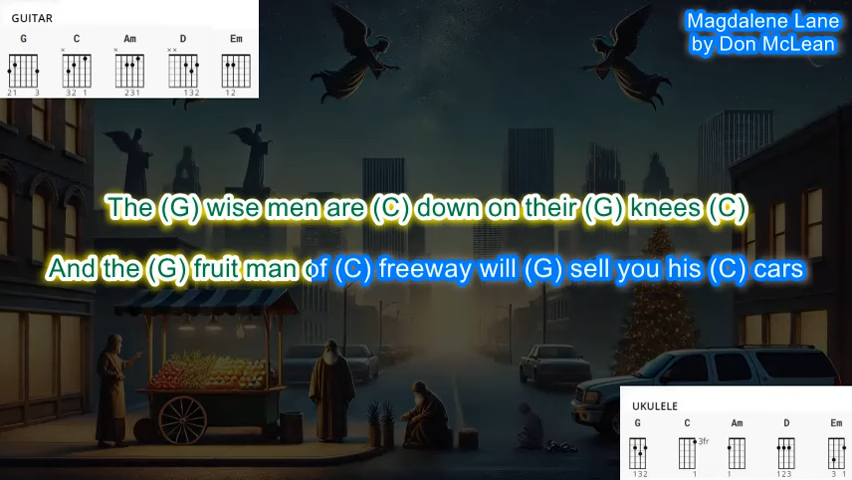 GUITAR
G C Am D Em
× × ××
21 3 32 1 231 132 12
Magdalene Lane
by Don McLean
The (G) wise men are (C) down on their (G) knees (C)
And the (G) fruit man of (C) freeway will (G) sell you his (C) cars
UKULELE
G C Am D Em
3fr
132 1 1 123 3 1